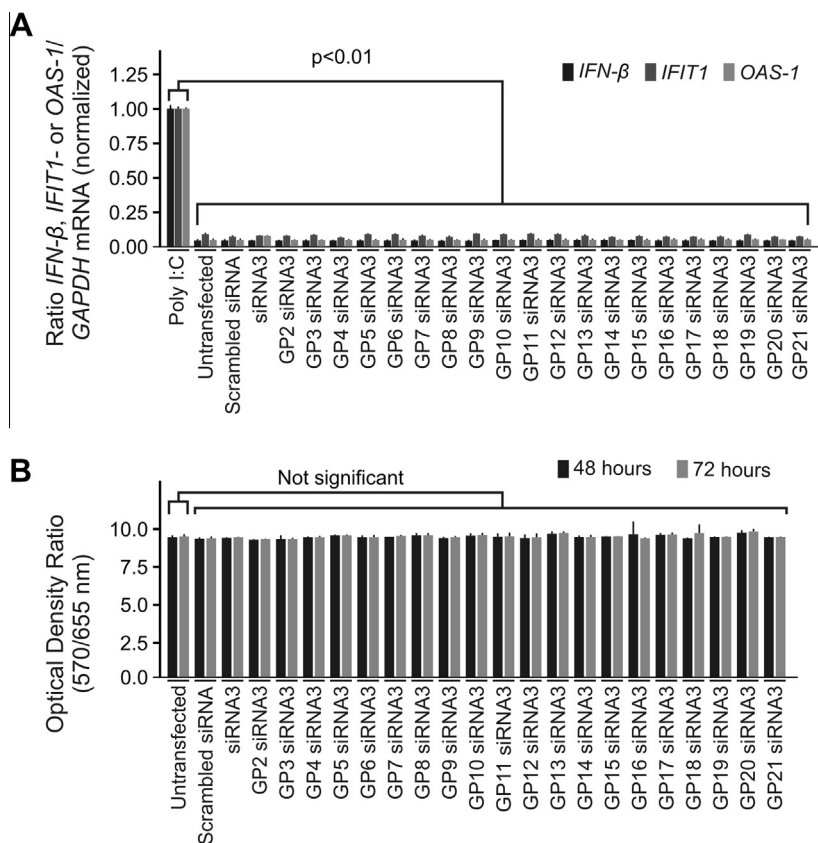 A
Ratio IFN-β, IFIT1- or OAS-1/
GAPDH mRNA (normalized)
p<0.01
IFN-β IFIT1 OAS-1
1.25
1.00
0.75
0.50
0.25
0.00
Poly I:C
Untransfected
Scrambled siRNA
siRNA3
GP2 siRNA3
GP3 siRNA3
GP4 siRNA3
GP5 siRNA3
GP6 siRNA3
GP7 siRNA3
GP8 siRNA3
GP9 siRNA3
GP10 siRNA3
GP11 siRNA3
GP12 siRNA3
GP13 siRNA3
GP14 siRNA3
GP15 siRNA3
GP16 siRNA3
GP17 siRNA3
GP18 siRNA3
GP19 siRNA3
GP20 siRNA3
GP21 siRNA3
B
Optical Density Ratio
(570/655 nm)
Not significant
48 hours 72 hours
10.0
7.5
5.0
2.5
0.0
Untransfected
Scrambled siRNA
siRNA3
GP2 siRNA3
GP3 siRNA3
GP4 siRNA3
GP5 siRNA3
GP6 siRNA3
GP7 siRNA3
GP8 siRNA3
GP9 siRNA3
GP10 siRNA3
GP11 siRNA3
GP12 siRNA3
GP13 siRNA3
GP14 siRNA3
GP15 siRNA3
GP16 siRNA3
GP17 siRNA3
GP18 siRNA3
GP19 siRNA3
GP20 siRNA3
GP21 siRNA3